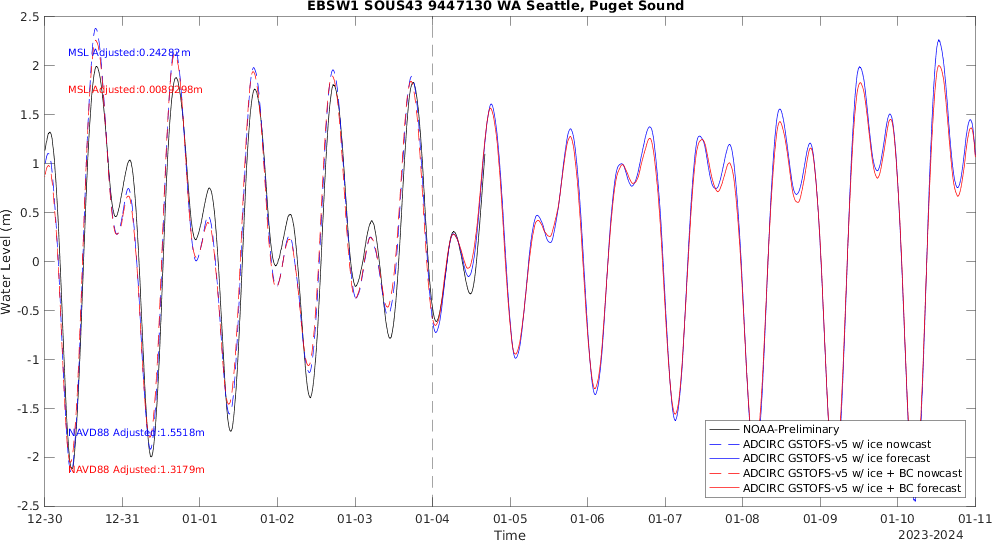 EBSW1 SOUS43 9447130 WA Seattle, Puget Sound
2.5
2
1.5
1
0.5
0
-0.5
-1
-1.5
-2
-2.5
Water Level (m)
MSL Adjusted:0.24282m
MSL Adjusted:0.0089298m
NAVD88 Adjusted:1.5518m
NAVD88 Adjusted:1.3179m
NOAA-Preliminary
ADCIRC GSTOFS-v5 w/ ice nowcast
ADCIRC GSTOFS-v5 w/ ice forecast
ADCIRC GSTOFS-v5 w/ ice + BC nowcast
ADCIRC GSTOFS-v5 w/ ice + BC forecast
12-30 12-31 01-01 01-02 01-03 01-04 01-05 01-06 01-07 01-08 01-09 01-10 01-11
Time
2023-2024